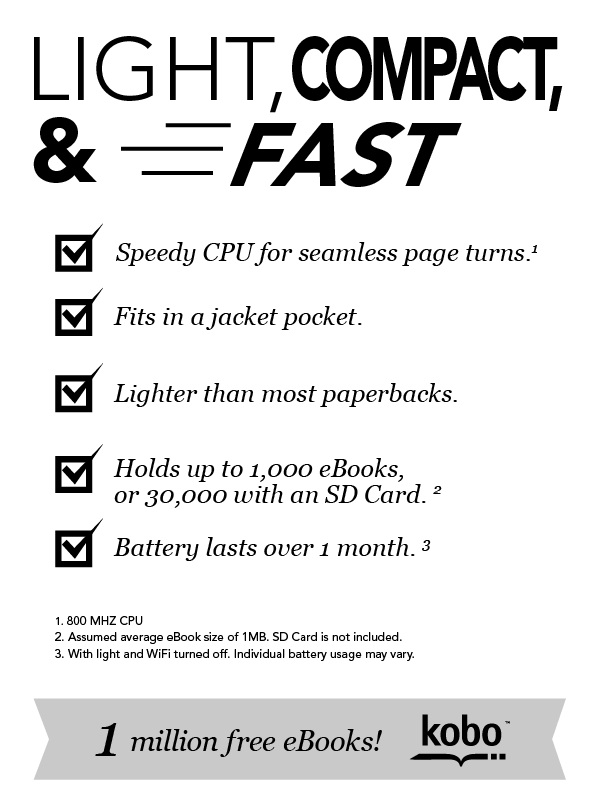 LIGHT, COMPACT,
& FAST
Speedy CPU for seamless page turns.¹
Fits in a jacket pocket.
Lighter than most paperbacks.
Holds up to 1,000 eBooks,
or 30,000 with an SD Card. ²
Battery lasts over 1 month. ³
1. 800 MHZ CPU
2. Assumed average eBook size of 1MB. SD Card is not included.
3. With light and WiFi turned off. Individual battery usage may vary.
1 million free eBooks! kobo™